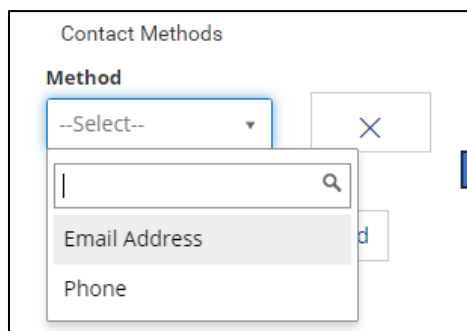 Contact Methods
Method
--Select--
Email Address
d
Phone